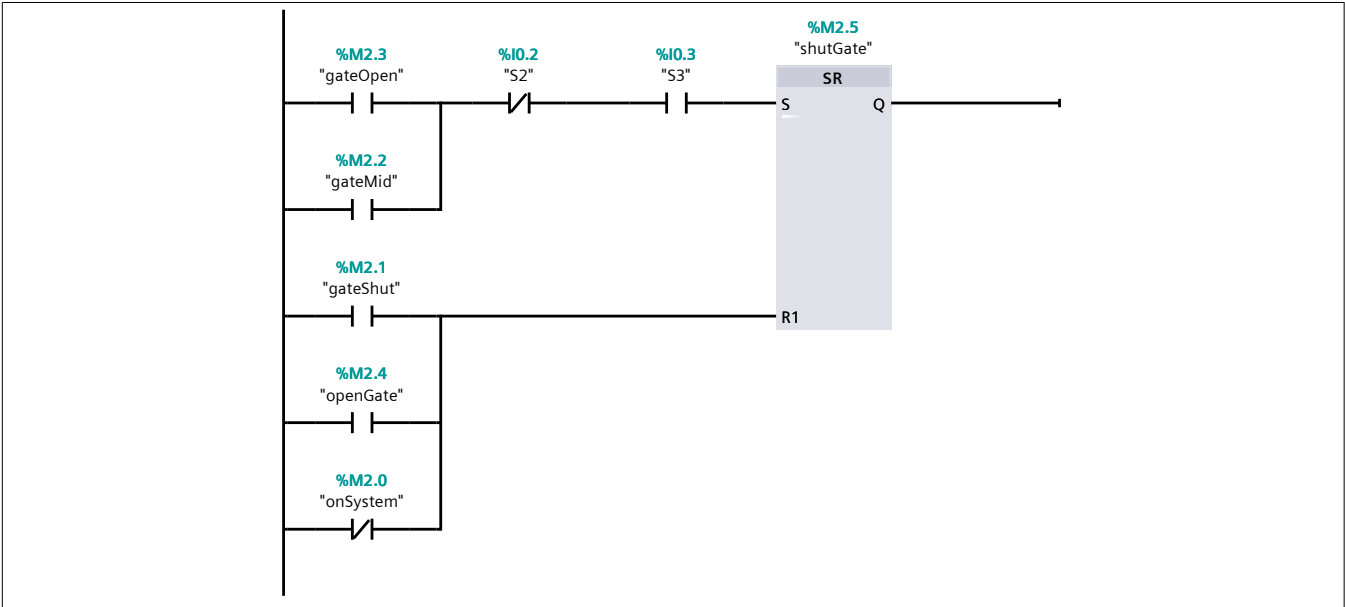 %M2.5
"shutGate"
%M2.3
"gateOpen"
%I0.2
"S2"
%I0.3
"S3"
SR
S
Q
%M2.2
"gateMid"
%M2.1
"gateShut"
R1
%M2.4
"openGate"
%M2.0
"onSystem"